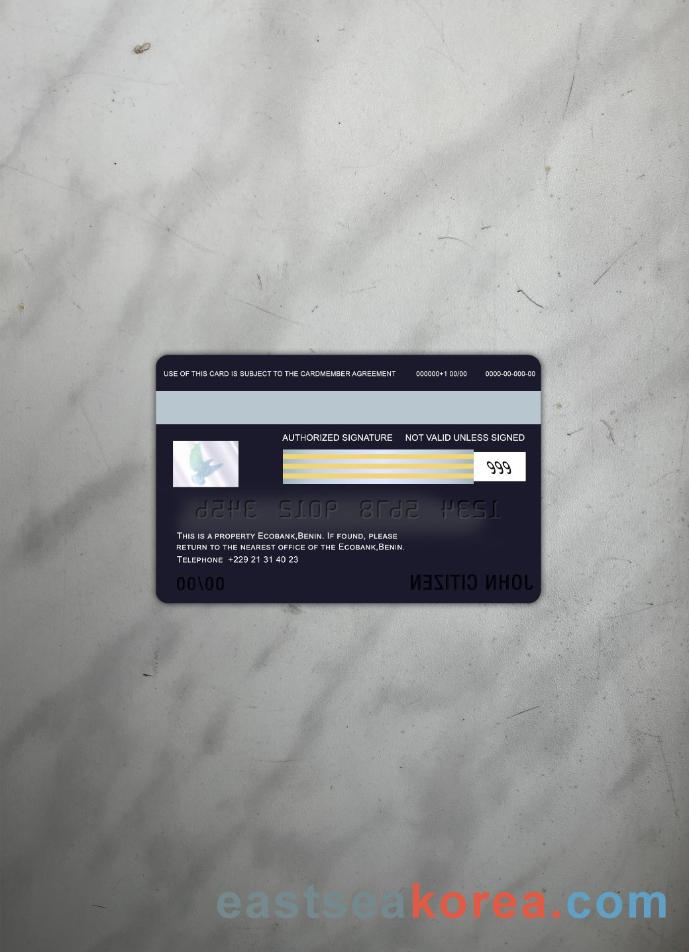 USE OF THIS CARD IS SUBJECT TO THE CARDMEMBER AGREEMENT 000000+1 00/00 0000-00-000-00
AUTHORIZED SIGNATURE NOT VALID UNLESS SIGNED
999
1234 5678 9012 3456
THIS IS A PROPERTY ECOBANK,BENIN. IF FOUND, PLEASE
RETURN TO THE NEAREST OFFICE OF THE ECOBANK,BENIN.
TELEPHONE +229 21 31 40 23
00/00 JOHN CITIZEN
eastseakorea.com